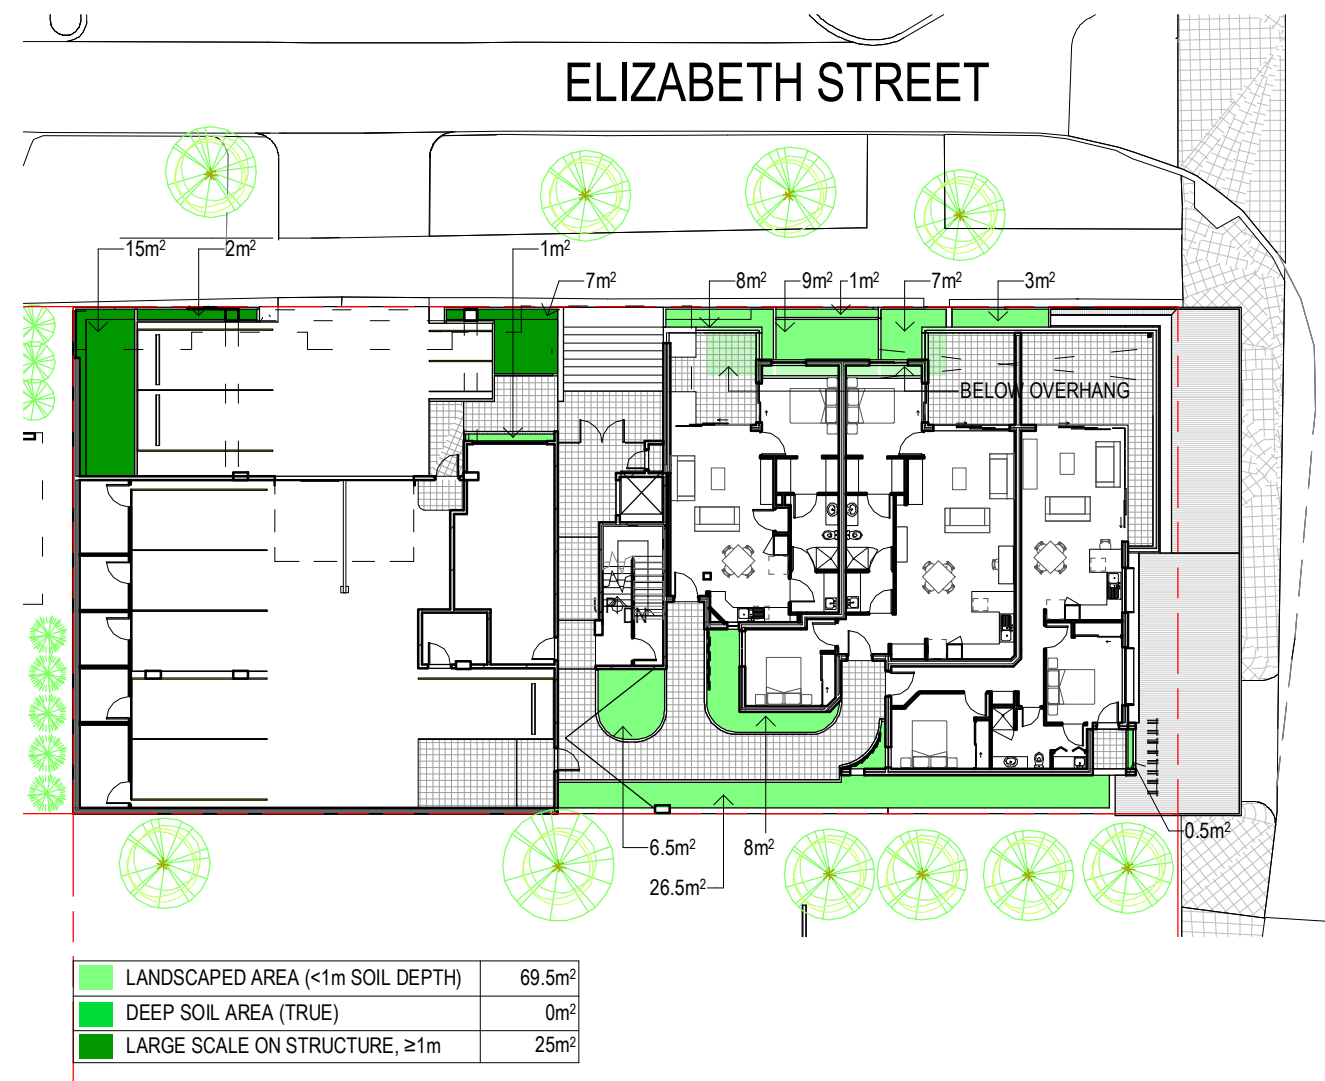 ELIZABETH STREET
15m²
2m²
1m²
7m²
8m²
9m²
1m²
7m²
3m²
BELOW OVERHANG
UP
N
6.5m²
8m²
0.5m²
26.5m²
LANDSCAPED AREA (<1m SOIL DEPTH) 69.5m²
DEEP SOIL AREA (TRUE) 0m²
LARGE SCALE ON STRUCTURE, ≥1m 25m²